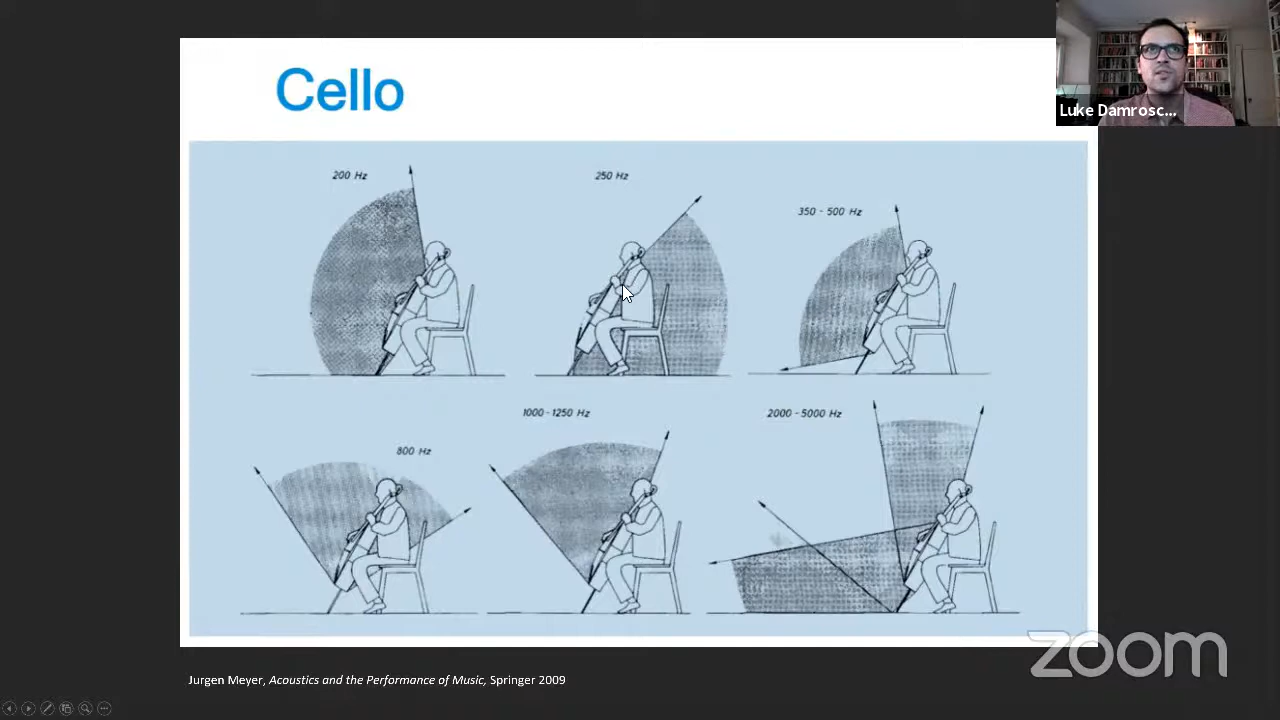 Cello
Luke Damrosc...
200 Hz
250 Hz
350 - 500 Hz
800 Hz
1000 - 1250 Hz
2000 - 5000 Hz
zoom
Jurgen Meyer, Acoustics and the Performance of Music, Springer 2009